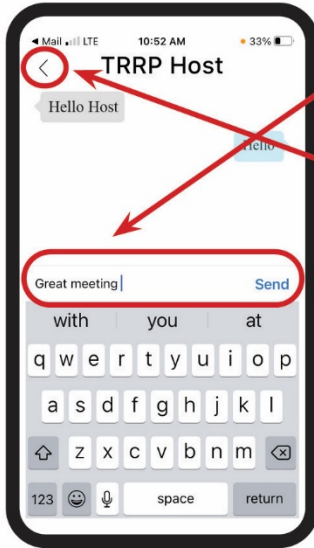 Mail LTE 10:52 AM 33%
TRRP Host
Hello Host
Hello
Great meeting Send
with you at
q w e r t y u i o p
a s d f g h j k l
z x c v b n m
123 space return